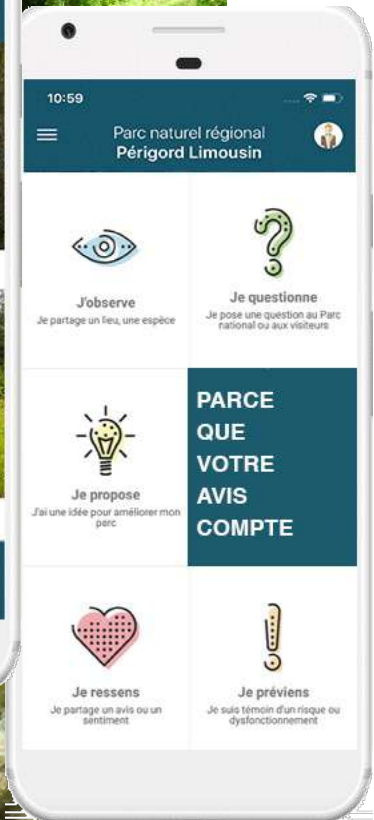 10:59
Parc naturel régional
Périgord Limousin
J'observe
Je partage un lieu, une espèce
Je questionne
Je pose une question au Parc
national ou aux visiteurs
Je propose
J'ai une idée pour améliorer mon
parc
PARCE
QUE
VOTRE
AVIS
COMPTE
Je ressens
Je partage un avis ou un
sentiment
Je préviens
Je suis témoin d'un risque ou
dysfonctionnement